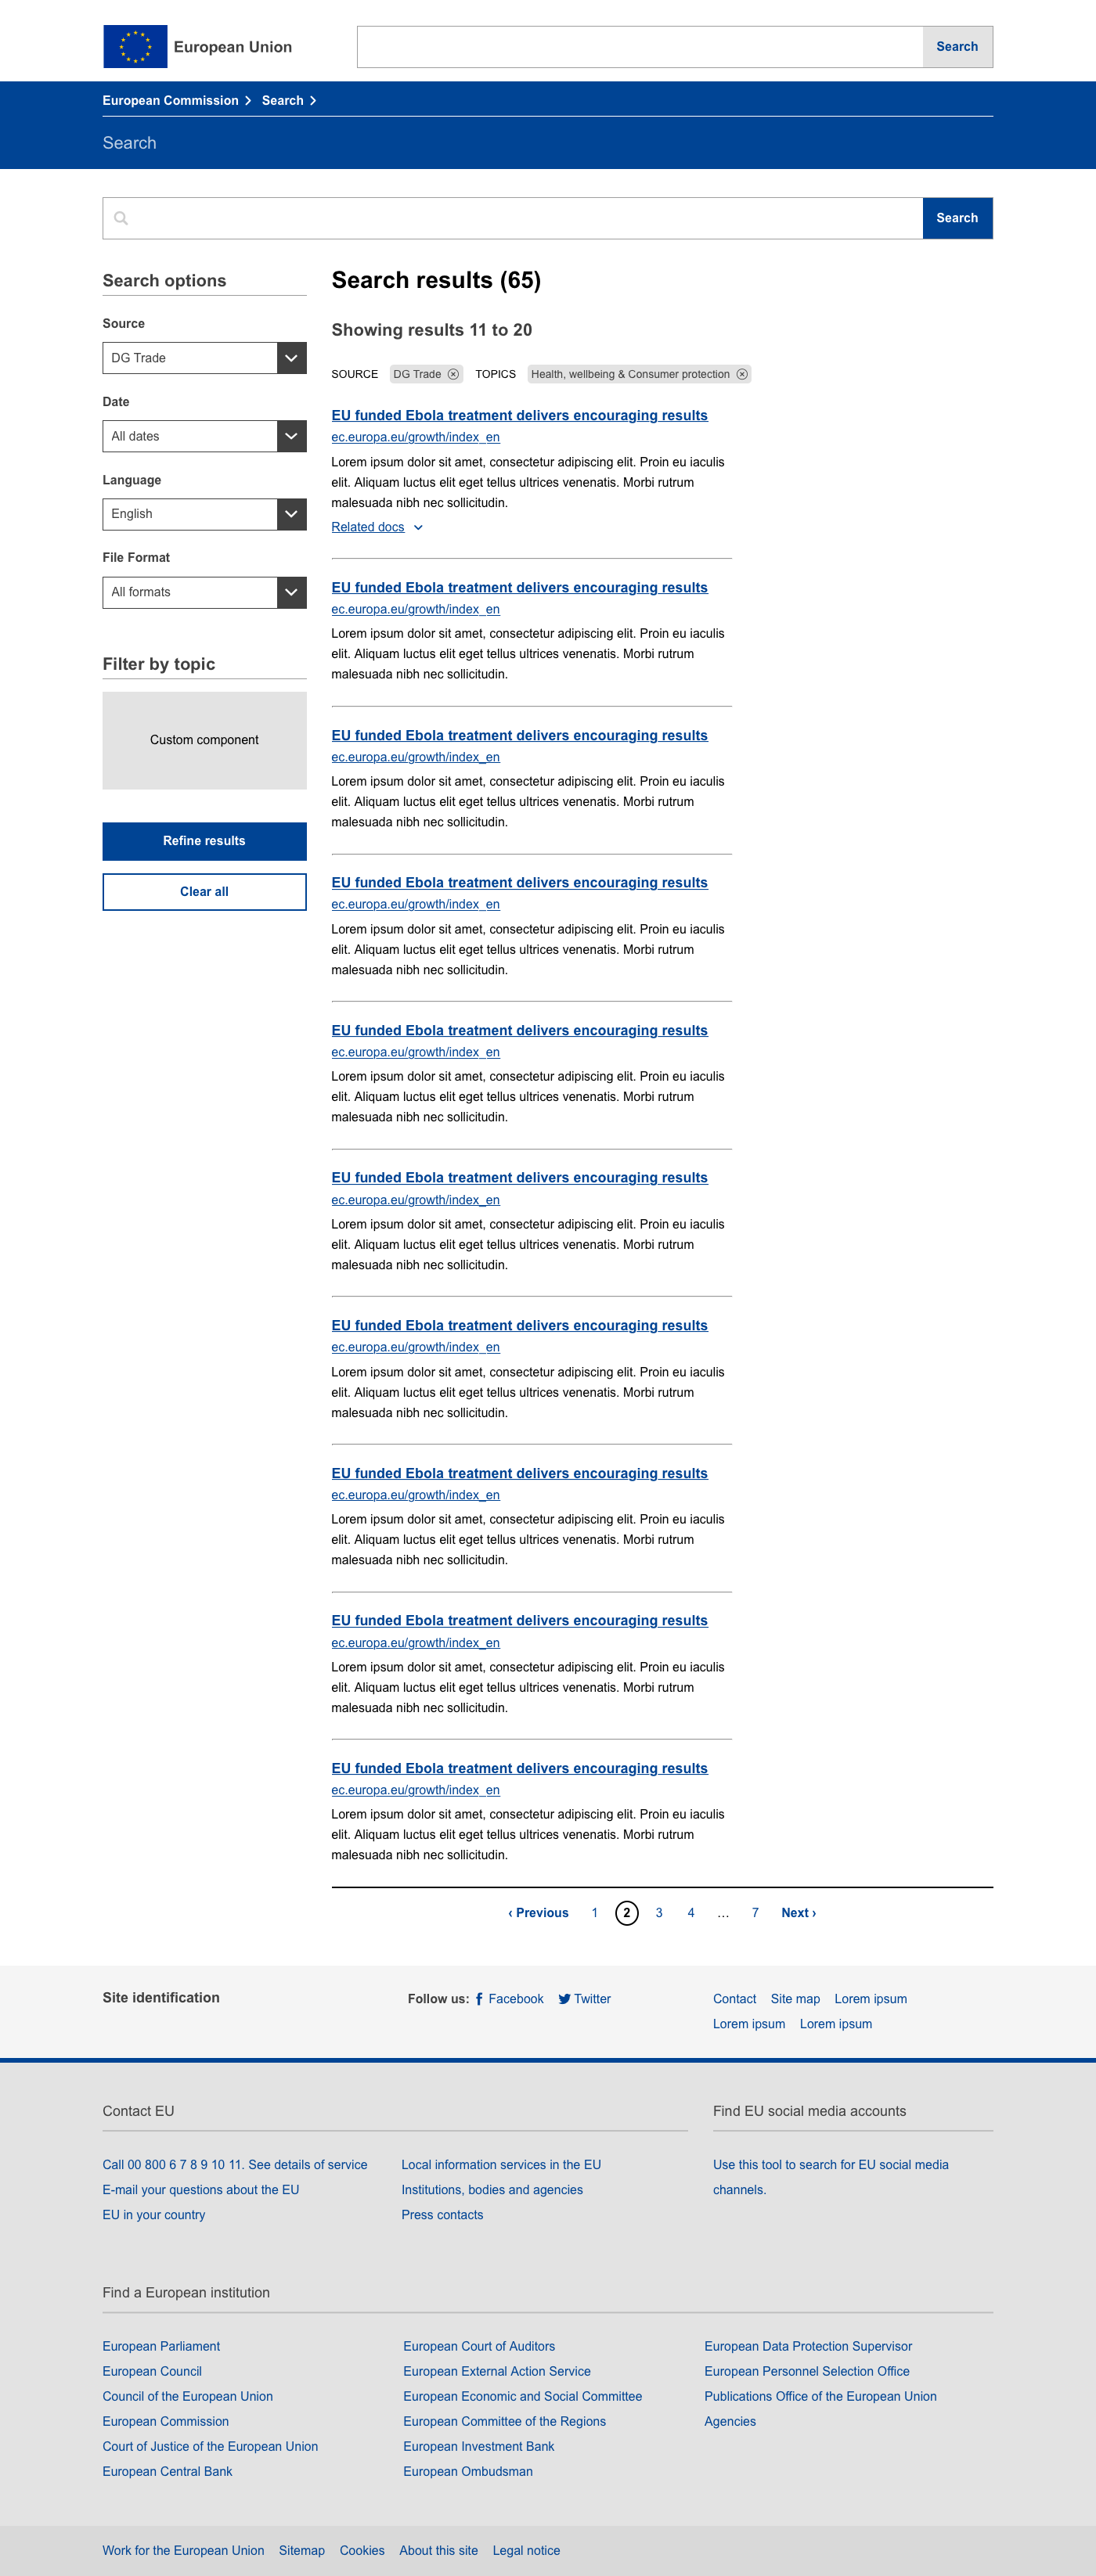 European Union
Search
European Commission
Search
Search
Search
Search options
Source
DG Trade
Date
All dates
Language
English
File Format
All formats
Filter by topic
Custom component
Refine results
Clear all
Search results (65)
Showing results 11 to 20
SOURCE DG Trade TOPICS Health, wellbeing & Consumer protection
EU funded Ebola treatment delivers encouraging results
ec.europa.eu/growth/index_en
Lorem ipsum dolor sit amet, consectetur adipiscing elit. Proin eu iaculis
elit. Aliquam luctus elit eget tellus ultrices venenatis. Morbi rutrum
malesuada nibh nec sollicitudin.
Related docs
EU funded Ebola treatment delivers encouraging results
ec.europa.eu/growth/index_en
Lorem ipsum dolor sit amet, consectetur adipiscing elit. Proin eu iaculis
elit. Aliquam luctus elit eget tellus ultrices venenatis. Morbi rutrum
malesuada nibh nec sollicitudin.
EU funded Ebola treatment delivers encouraging results
ec.europa.eu/growth/index_en
Lorem ipsum dolor sit amet, consectetur adipiscing elit. Proin eu iaculis
elit. Aliquam luctus elit eget tellus ultrices venenatis. Morbi rutrum
malesuada nibh nec sollicitudin.
EU funded Ebola treatment delivers encouraging results
ec.europa.eu/growth/index_en
Lorem ipsum dolor sit amet, consectetur adipiscing elit. Proin eu iaculis
elit. Aliquam luctus elit eget tellus ultrices venenatis. Morbi rutrum
malesuada nibh nec sollicitudin.
EU funded Ebola treatment delivers encouraging results
ec.europa.eu/growth/index_en
Lorem ipsum dolor sit amet, consectetur adipiscing elit. Proin eu iaculis
elit. Aliquam luctus elit eget tellus ultrices venenatis. Morbi rutrum
malesuada nibh nec sollicitudin.
EU funded Ebola treatment delivers encouraging results
ec.europa.eu/growth/index_en
Lorem ipsum dolor sit amet, consectetur adipiscing elit. Proin eu iaculis
elit. Aliquam luctus elit eget tellus ultrices venenatis. Morbi rutrum
malesuada nibh nec sollicitudin.
EU funded Ebola treatment delivers encouraging results
ec.europa.eu/growth/index_en
Lorem ipsum dolor sit amet, consectetur adipiscing elit. Proin eu iaculis
elit. Aliquam luctus elit eget tellus ultrices venenatis. Morbi rutrum
malesuada nibh nec sollicitudin.
EU funded Ebola treatment delivers encouraging results
ec.europa.eu/growth/index_en
Lorem ipsum dolor sit amet, consectetur adipiscing elit. Proin eu iaculis
elit. Aliquam luctus elit eget tellus ultrices venenatis. Morbi rutrum
malesuada nibh nec sollicitudin.
EU funded Ebola treatment delivers encouraging results
ec.europa.eu/growth/index_en
Lorem ipsum dolor sit amet, consectetur adipiscing elit. Proin eu iaculis
elit. Aliquam luctus elit eget tellus ultrices venenatis. Morbi rutrum
malesuada nibh nec sollicitudin.
EU funded Ebola treatment delivers encouraging results
ec.europa.eu/growth/index_en
Lorem ipsum dolor sit amet, consectetur adipiscing elit. Proin eu iaculis
elit. Aliquam luctus elit eget tellus ultrices venenatis. Morbi rutrum
malesuada nibh nec sollicitudin.
‹ Previous 1 2 3 4 … 7 Next ›
Site identification
Follow us: Facebook Twitter
Contact Site map Lorem ipsum
Lorem ipsum Lorem ipsum
Contact EU
Call 00 800 6 7 8 9 10 11. See details of service
E-mail your questions about the EU
EU in your country
Local information services in the EU
Institutions, bodies and agencies
Press contacts
Find EU social media accounts
Use this tool to search for EU social media
channels.
Find a European institution
European Parliament
European Council
Council of the European Union
European Commission
Court of Justice of the European Union
European Central Bank
European Court of Auditors
European External Action Service
European Economic and Social Committee
European Committee of the Regions
European Investment Bank
European Ombudsman
European Data Protection Supervisor
European Personnel Selection Office
Publications Office of the European Union
Agencies
Work for the European Union Sitemap Cookies About this site Legal notice